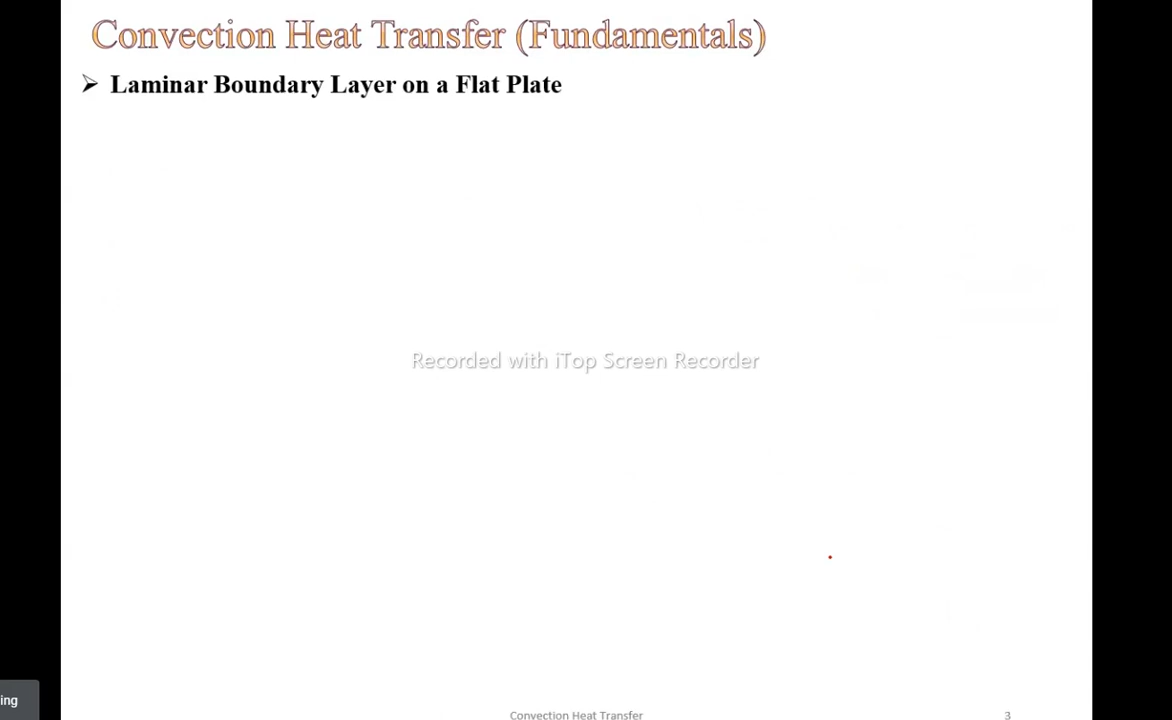 Convection Heat Transfer (Fundamentals)
➤ Laminar Boundary Layer on a Flat Plate
Recorded with iTop Screen Recorder
ing
Convection Heat Transfer
3